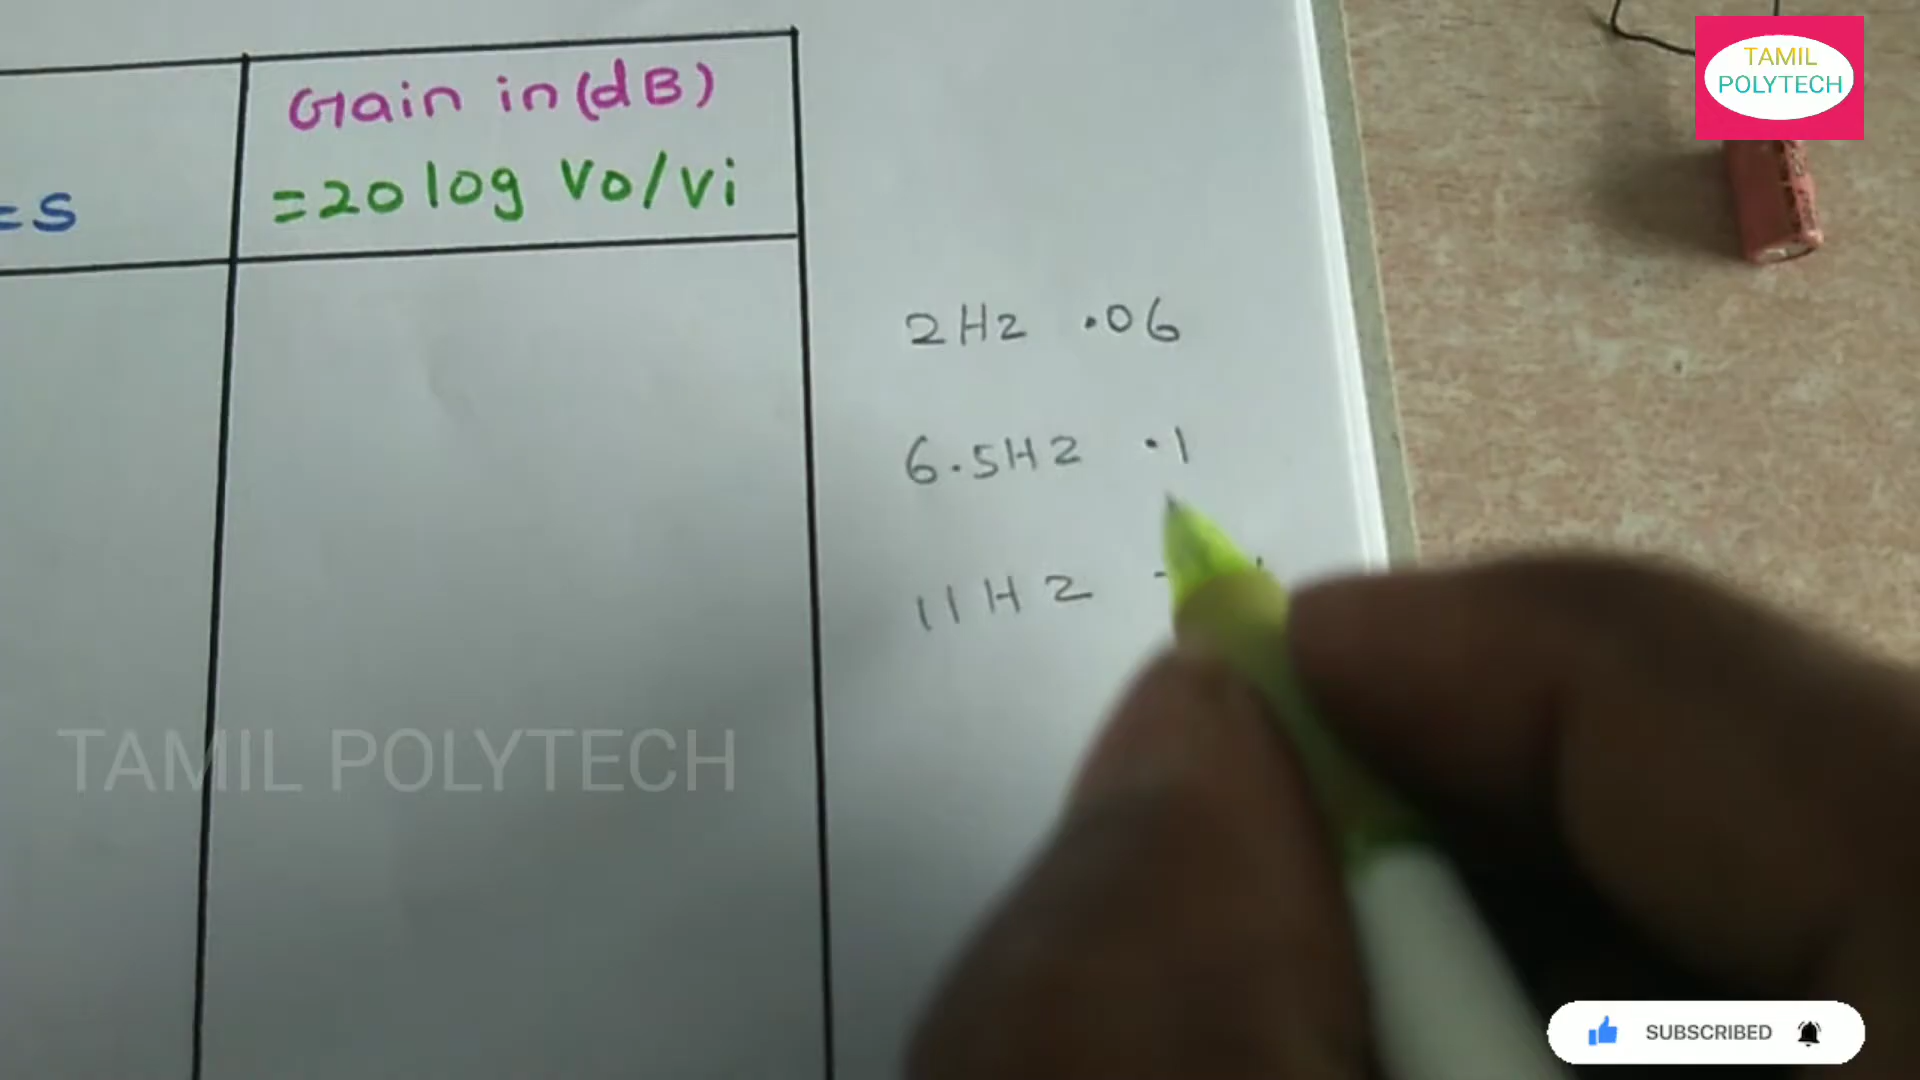 Gain in (dB)
= 20 log Vo/Vi
= S
2Hz .06
6.5Hz .1
11Hz
TAMIL
POLYTECH
TAMIL POLYTECH
SUBSCRIBED